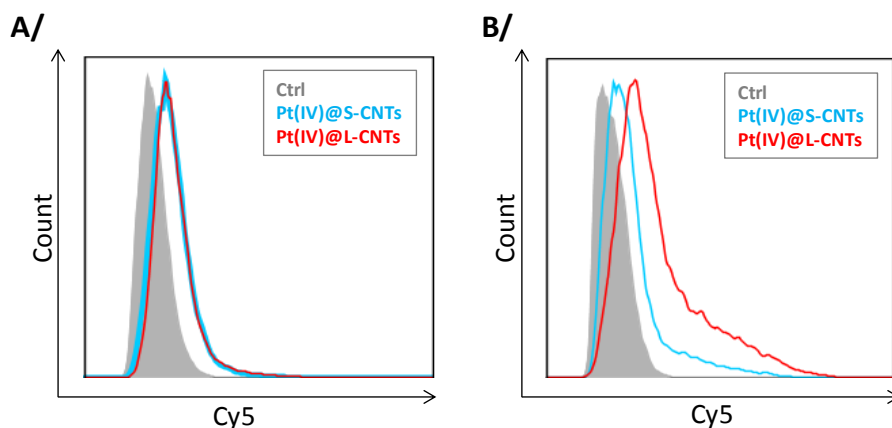 A/
Ctrl
Pt(IV)@S-CNTs
Pt(IV)@L-CNTs
Count
Cy5
B/
Ctrl
Pt(IV)@S-CNTs
Pt(IV)@L-CNTs
Count
Cy5